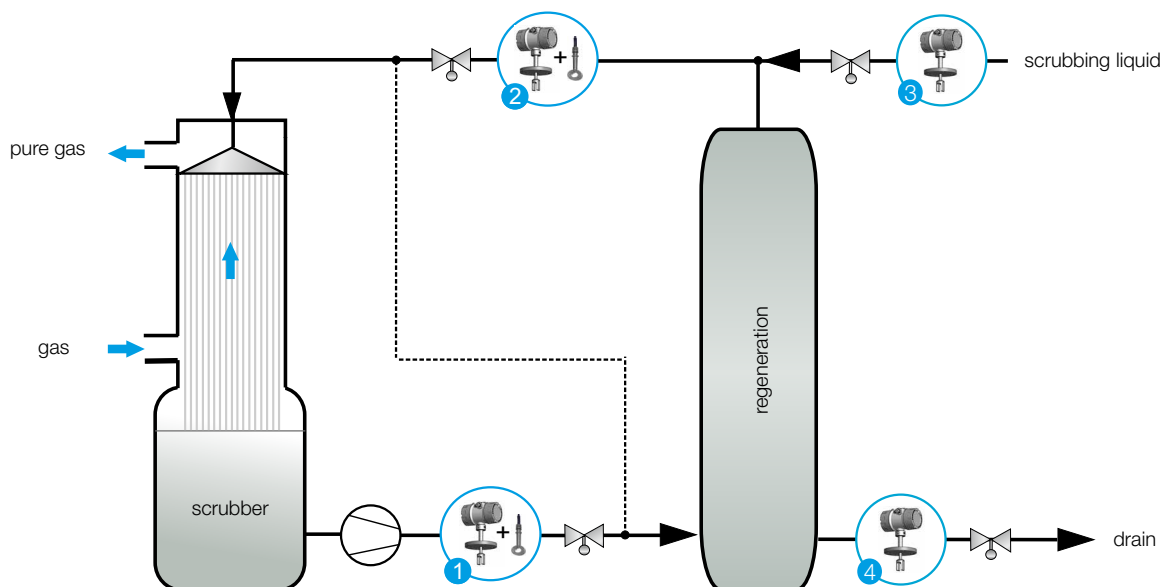 scrubbing liquid
+
2
3
pure gas
gas
regeneration
scrubber
+
1
4
drain